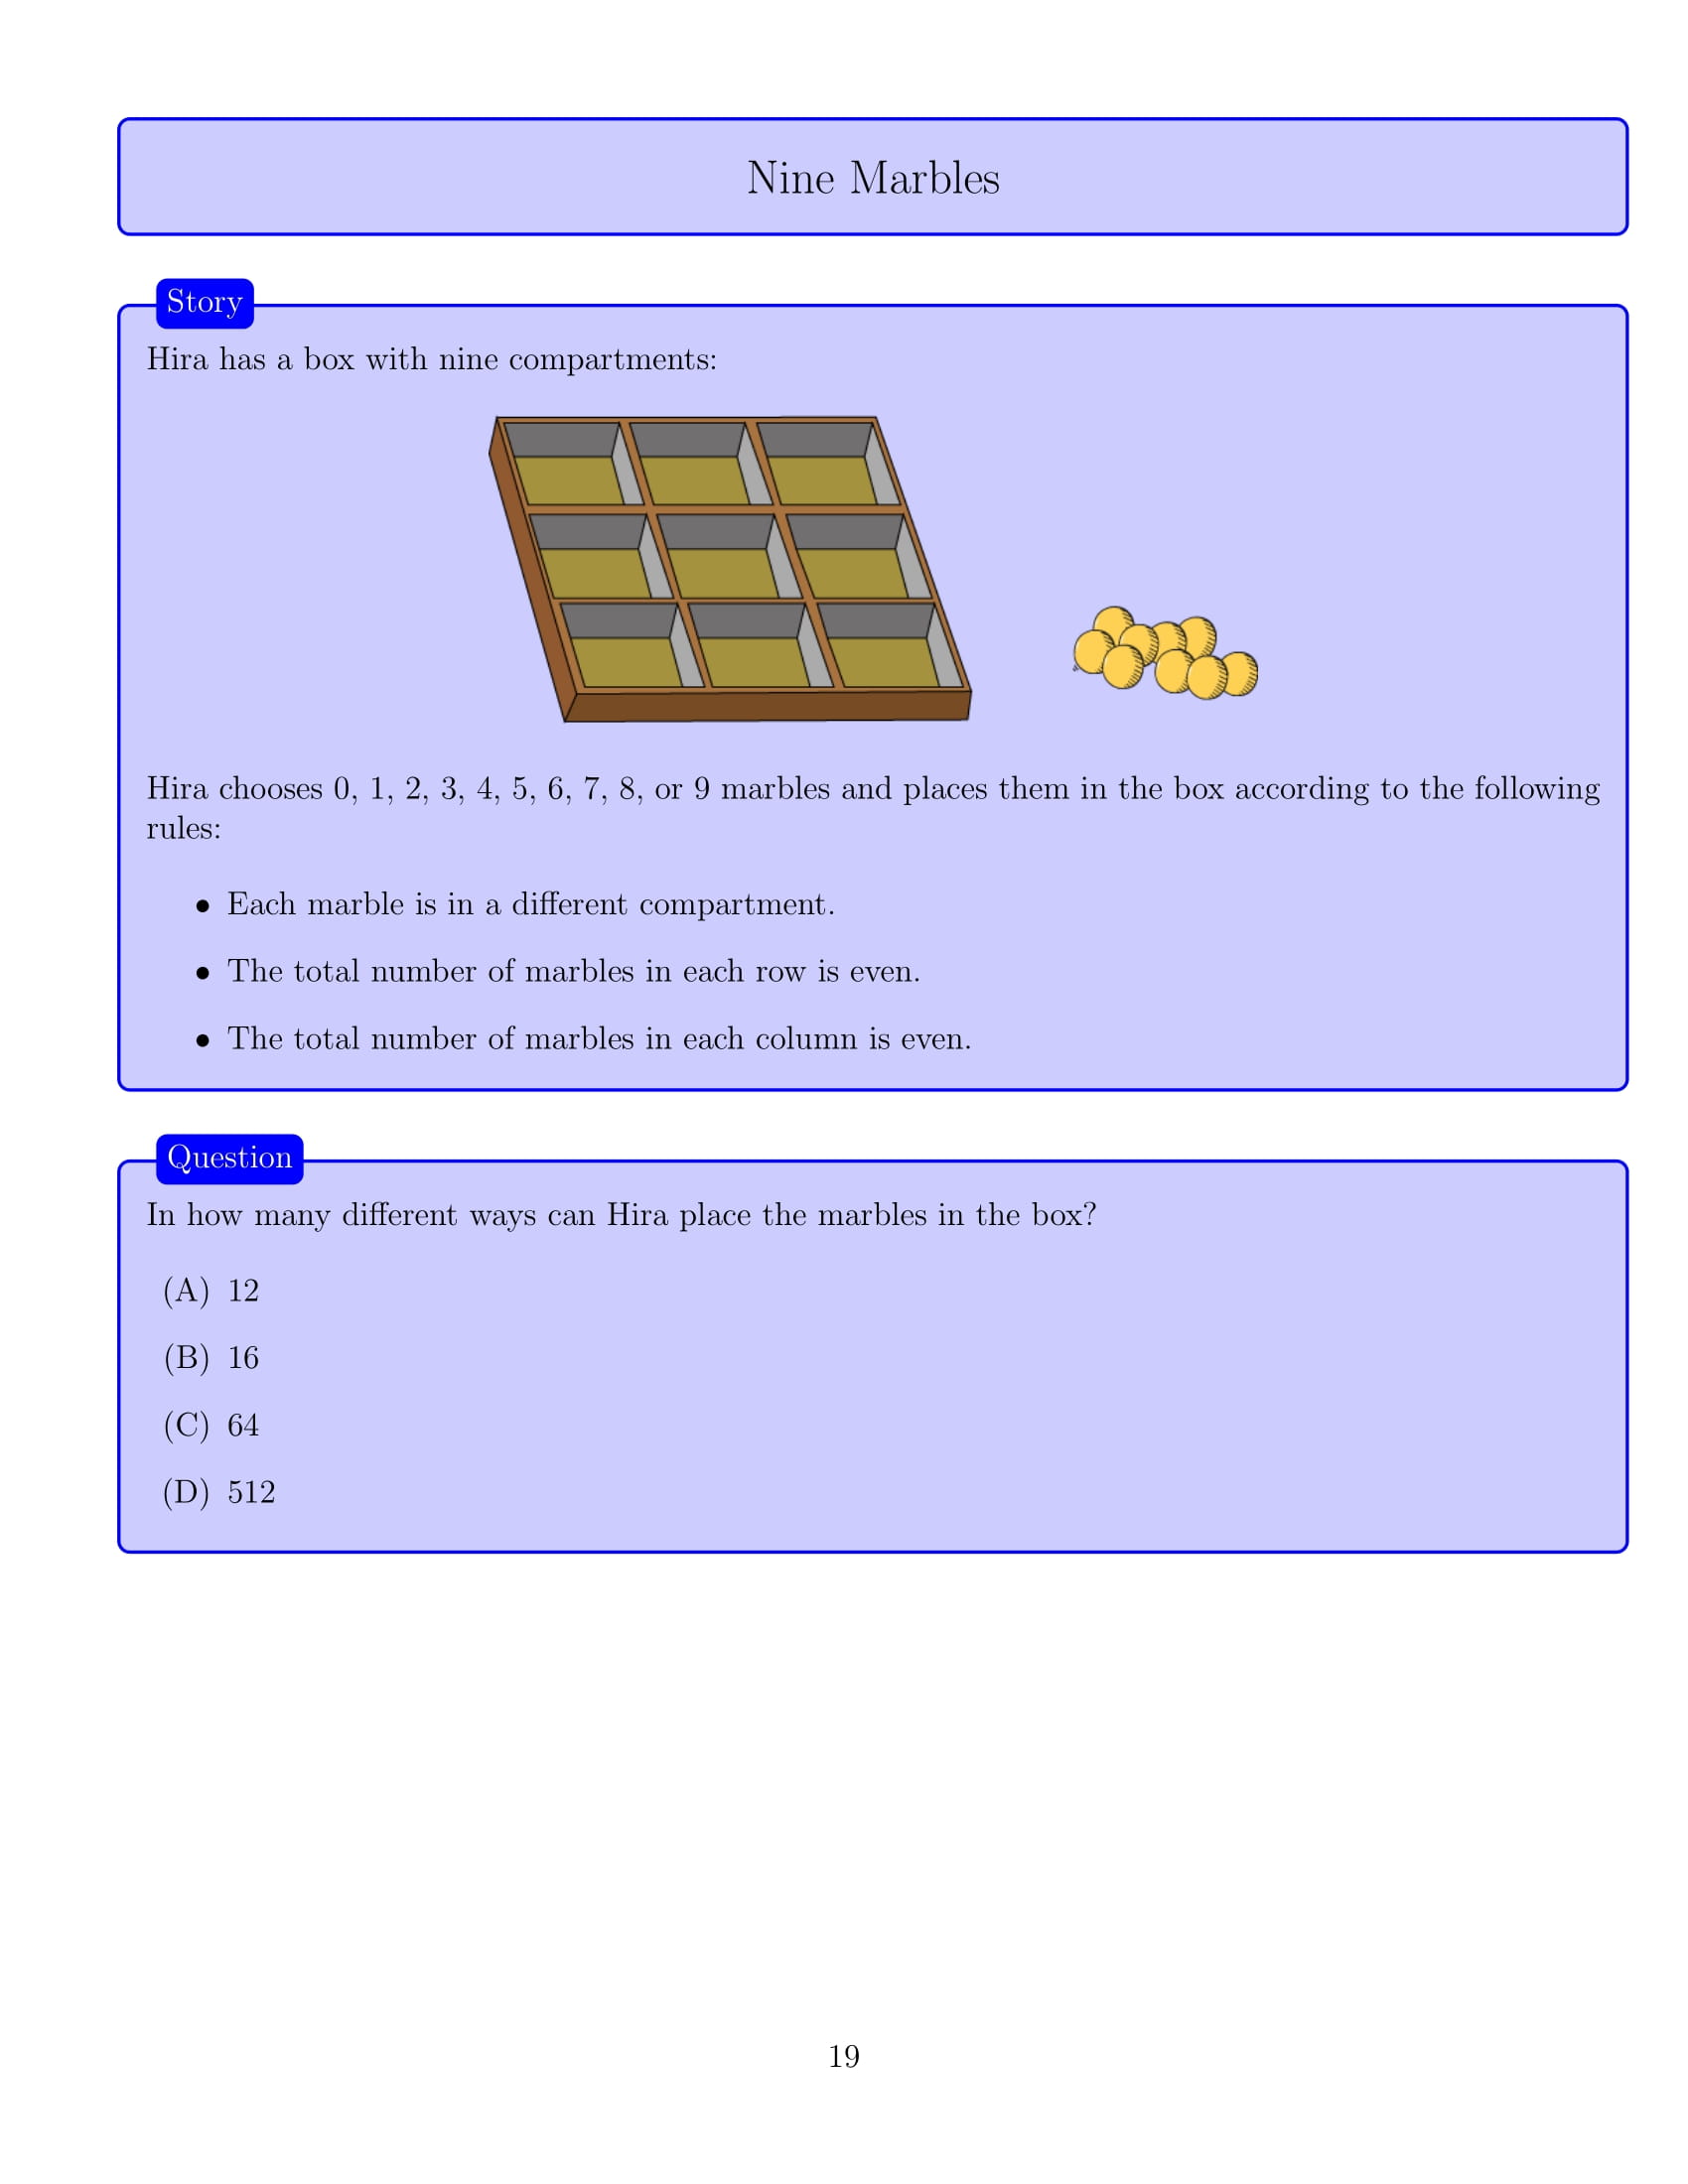 Nine Marbles
Story
Hira has a box with nine compartments:
Hira chooses 0, 1, 2, 3, 4, 5, 6, 7, 8, or 9 marbles and places them in the box according to the following
rules:
• Each marble is in a different compartment.
• The total number of marbles in each row is even.
• The total number of marbles in each column is even.
Question
In how many different ways can Hira place the marbles in the box?
(A) 12
(B) 16
(C) 64
(D) 512
19